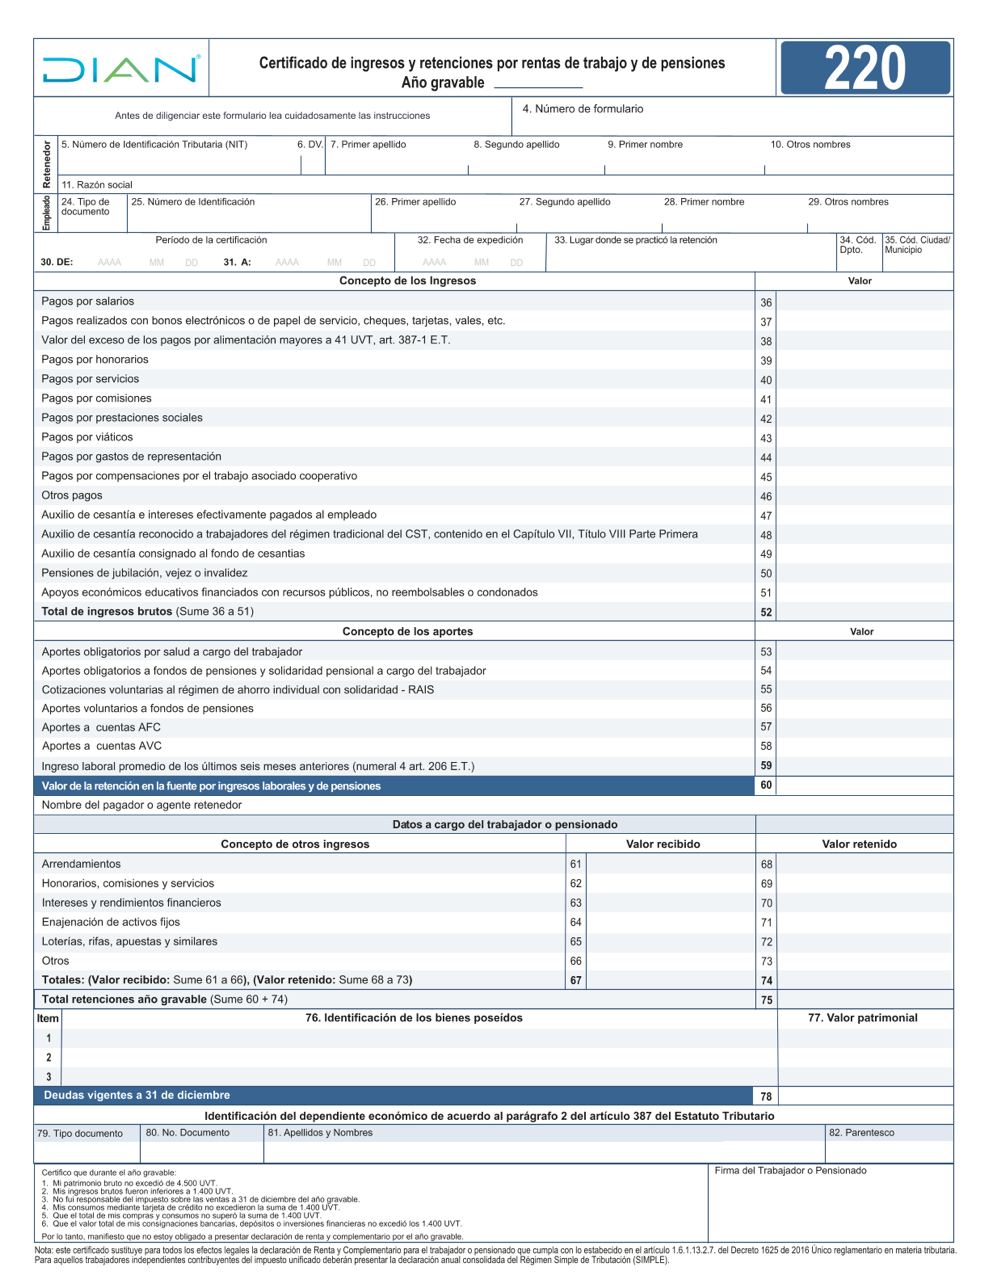 DIAN
Certificado de ingresos y retenciones por rentas de trabajo y de pensiones
Año gravable
220
Antes de diligenciar este formulario lea cuidadosamente las instrucciones
4. Número de formulario
Retenedor
5. Número de Identificación Tributaria (NIT) 6. DV. 7. Primer apellido 8. Segundo apellido 9. Primer nombre 10. Otros nombres
11. Razón social
Empleado
24. Tipo de documento 25. Número de Identificación 26. Primer apellido 27. Segundo apellido 28. Primer nombre 29. Otros nombres
Período de la certificación 32. Fecha de expedición 33. Lugar donde se practicó la retención 34. Cód. Dpto. 35. Cód. Ciudad/ Municipio
30. DE: AAAA MM DD 31. A: AAAA MM DD AAAA MM DD
Concepto de los Ingresos Valor
Pagos por salarios 36
Pagos realizados con bonos electrónicos o de papel de servicio, cheques, tarjetas, vales, etc. 37
Valor del exceso de los pagos por alimentación mayores a 41 UVT, art. 387-1 E.T. 38
Pagos por honorarios 39
Pagos por servicios 40
Pagos por comisiones 41
Pagos por prestaciones sociales 42
Pagos por viáticos 43
Pagos por gastos de representación 44
Pagos por compensaciones por el trabajo asociado cooperativo 45
Otros pagos 46
Auxilio de cesantía e intereses efectivamente pagados al empleado 47
Auxilio de cesantía reconocido a trabajadores del régimen tradicional del CST, contenido en el Capítulo VII, Título VIII Parte Primera 48
Auxilio de cesantía consignado al fondo de cesantias 49
Pensiones de jubilación, vejez o invalidez 50
Apoyos económicos educativos financiados con recursos públicos, no reembolsables o condonados 51
Total de ingresos brutos (Sume 36 a 51) 52
Concepto de los aportes Valor
Aportes obligatorios por salud a cargo del trabajador 53
Aportes obligatorios a fondos de pensiones y solidaridad pensional a cargo del trabajador 54
Cotizaciones voluntarias al régimen de ahorro individual con solidaridad - RAIS 55
Aportes voluntarios a fondos de pensiones 56
Aportes a cuentas AFC 57
Aportes a cuentas AVC 58
Ingreso laboral promedio de los últimos seis meses anteriores (numeral 4 art. 206 E.T.) 59
Valor de la retención en la fuente por ingresos laborales y de pensiones 60
Nombre del pagador o agente retenedor
Datos a cargo del trabajador o pensionado
Concepto de otros ingresos Valor recibido Valor retenido
Arrendamientos 61 68
Honorarios, comisiones y servicios 62 69
Intereses y rendimientos financieros 63 70
Enajenación de activos fijos 64 71
Loterías, rifas, apuestas y similares 65 72
Otros 66 73
Totales: (Valor recibido: Sume 61 a 66), (Valor retenido: Sume 68 a 73) 67 74
Total retenciones año gravable (Sume 60 + 74) 75
Item 76. Identificación de los bienes poseídos 77. Valor patrimonial
1
2
3
Deudas vigentes a 31 de diciembre 78
Identificación del dependiente económico de acuerdo al parágrafo 2 del artículo 387 del Estatuto Tributario
79. Tipo documento 80. No. Documento 81. Apellidos y Nombres 82. Parentesco
Certifico que durante el año gravable:
1. Mi patrimonio bruto no excedió de 4.500 UVT.
2. Mis ingresos brutos fueron inferiores a 1.400 UVT.
3. No fui responsable del impuesto sobre las ventas a 31 de diciembre del año gravable.
4. Mis consumos mediante tarjeta de crédito no excedieron la suma de 1.400 UVT.
5. Que el total de mis compras y consumos no superó la suma de 1.400 UVT.
6. Que el valor total de mis consignaciones bancarias, depósitos o inversiones financieras no excedió los 1.400 UVT.
Por lo tanto, manifiesto que no estoy obligado a presentar declaración de renta y complementario por el año gravable.
Firma del Trabajador o Pensionado
Nota: este certificado sustituye para todos los efectos legales la declaración de Renta y Complementario para el trabajador o pensionado que cumpla con lo estabecido en el artículo 1.6.1.13.2.7. del Decreto 1625 de 2016 Único reglamentario en materia tributaria.
Para aquellos trabajadores independientes contribuyentes del impuesto unificado deberán presentar la declaración anual consolidada del Régimen Simple de Tributación (SIMPLE).